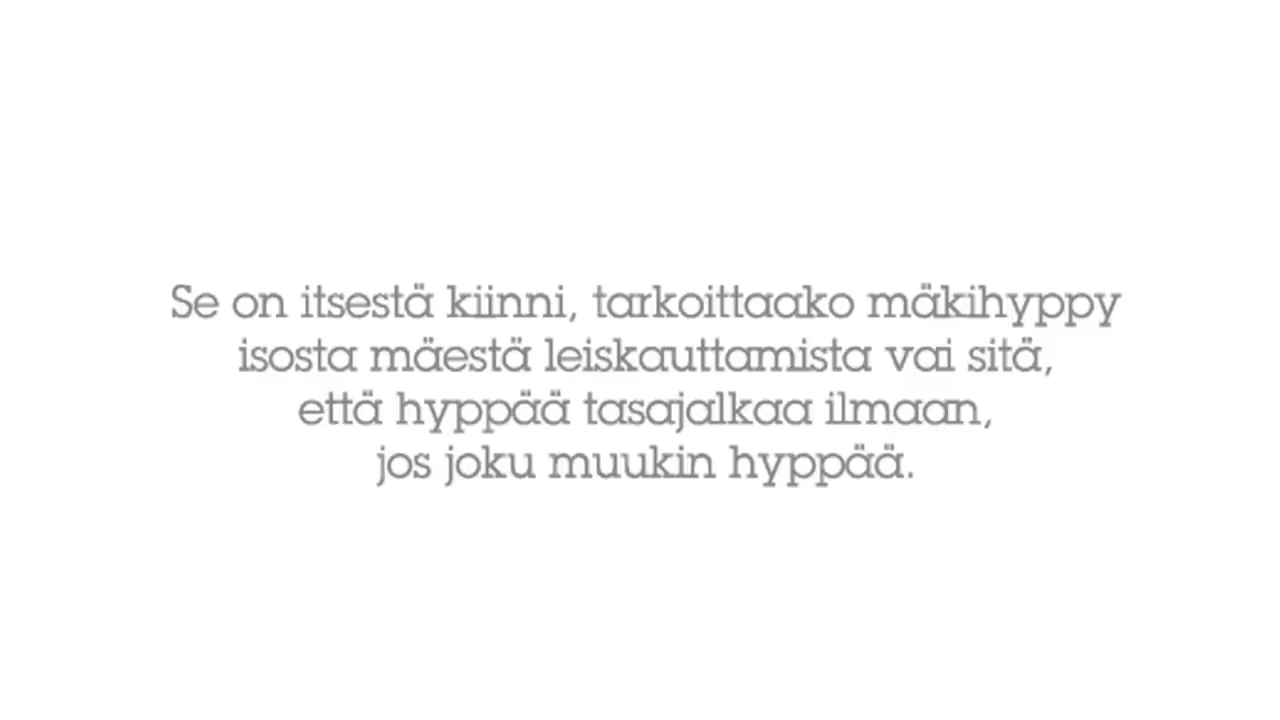 Se on itsestä kiinni, tarkoittaako mäkihyppy
isosta mäestä leiskauttamista vai sitä,
että hyppää tasajalkaa ilmaan,
jos joku muukin hyppää.